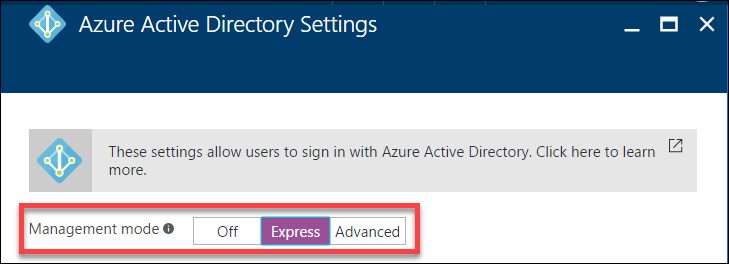 Azure Active Directory Settings
These settings allow users to sign in with Azure Active Directory. Click here to learn
more.
Management mode Off Express Advanced